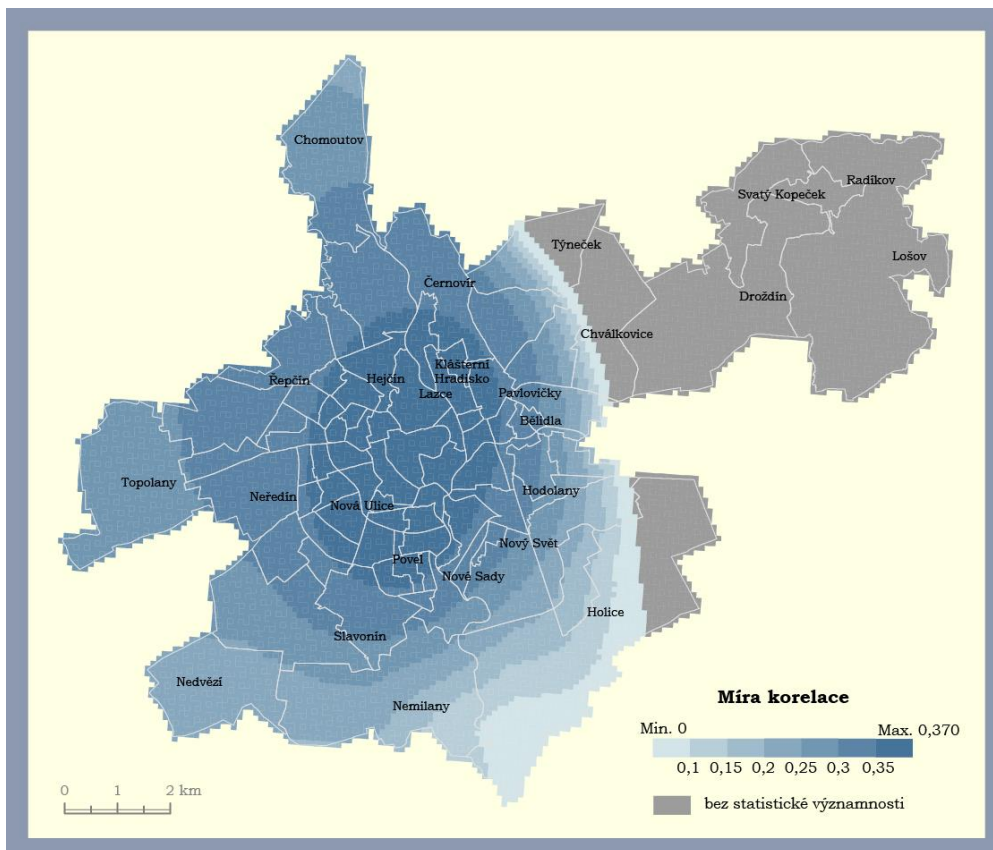 Chomoutov
Radíkov
Svatý Kopeček
Týneček
Lošov
Černovír
Droždín
Chválkovice
Klášterní
Hradisko
Řepčín
Hejčín
Lazce
Pavlovičky
Bělidla
Topolany
Neředín
Hodolany
Nová Ulice
Nový Svět
Povel
Nové Sady
Holice
Slavonín
Nedvězí
Nemilany
Míra korelace
Min. 0
Max. 0,370
0,1 0,15 0,2 0,25 0,3 0,35
bez statistické významnosti
0 1 2 km